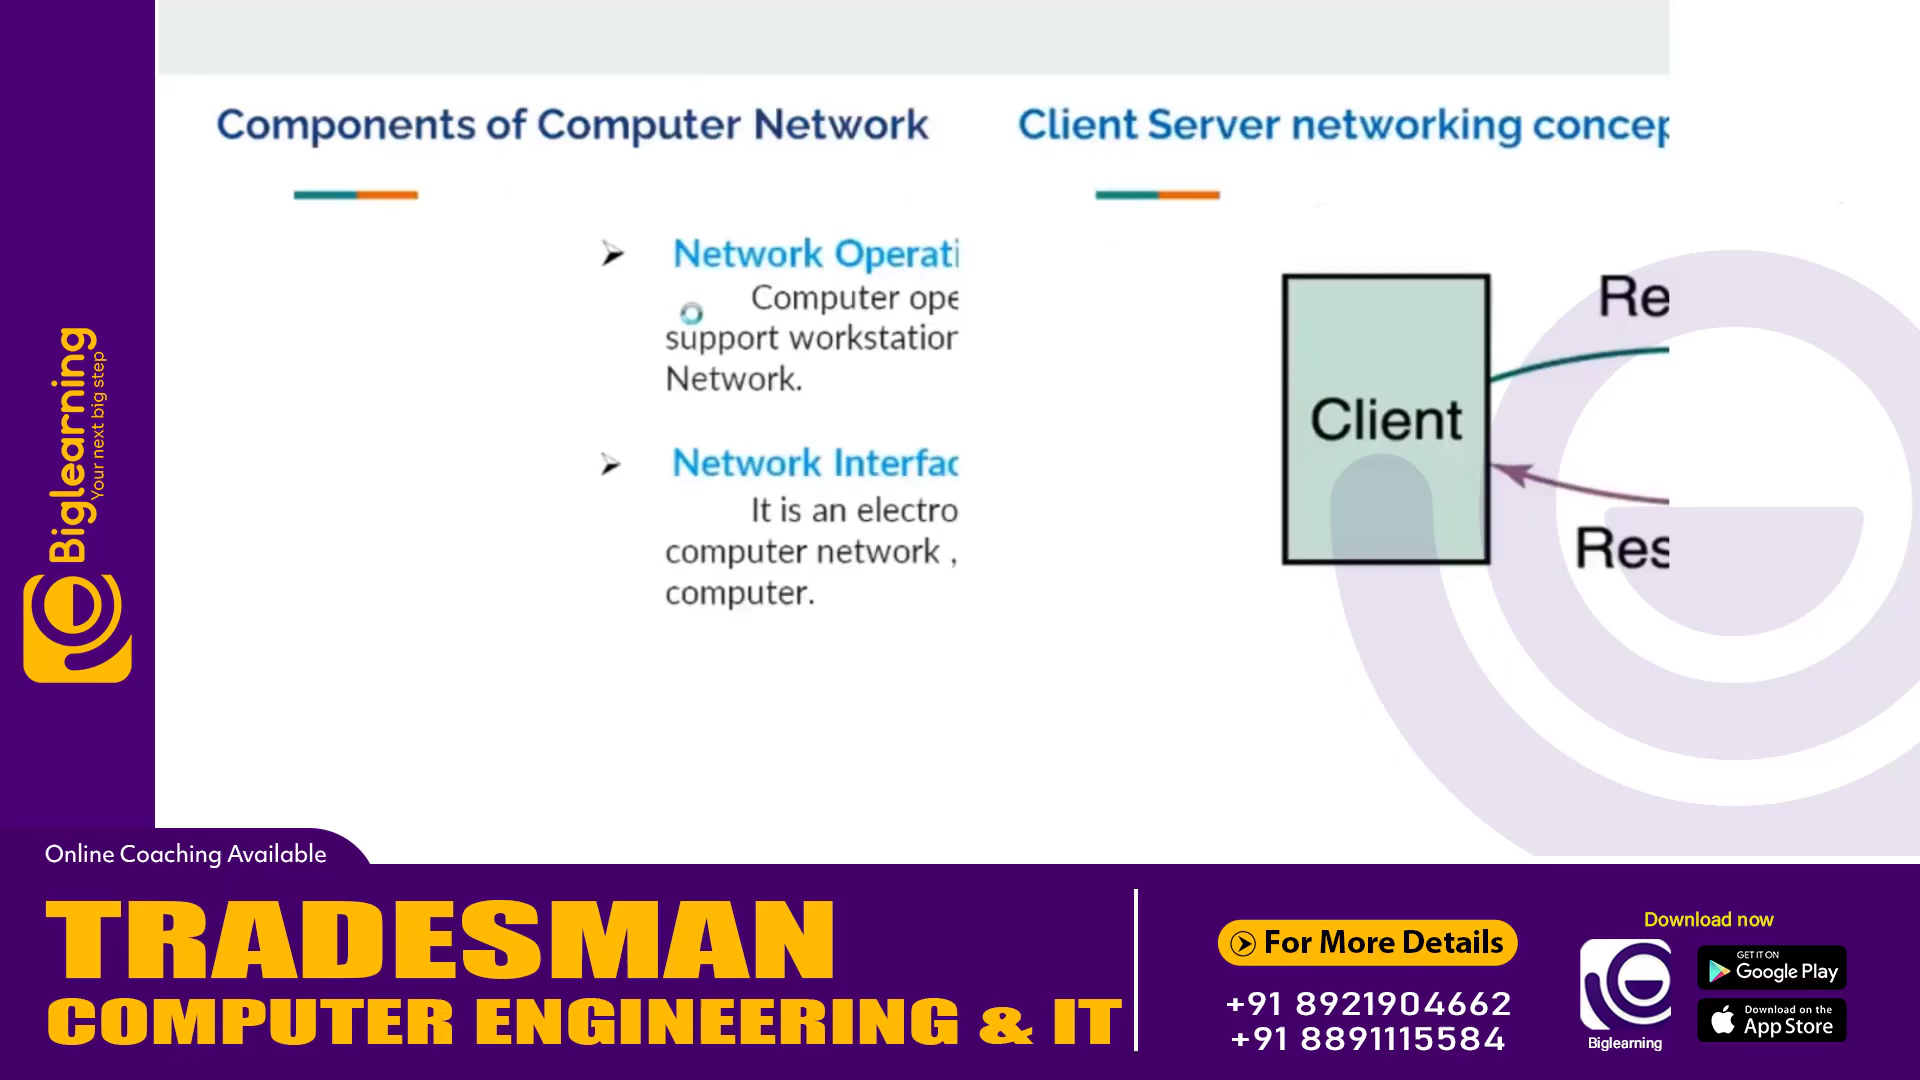 Components of Computer Network
Network Operati
Computer ope
support workstation
Network.
Network Interfac
It is an electro
computer network ,
computer.
Client Server networking concep
Client
Re
Res
Biglearning
Your next big step
Online Coaching Available
TRADESMAN
COMPUTER ENGINEERING & IT
For More Details
+91 8921904662
+91 8891115584
Download now
Biglearning
GET IT ON
Google Play
Download on the
App Store